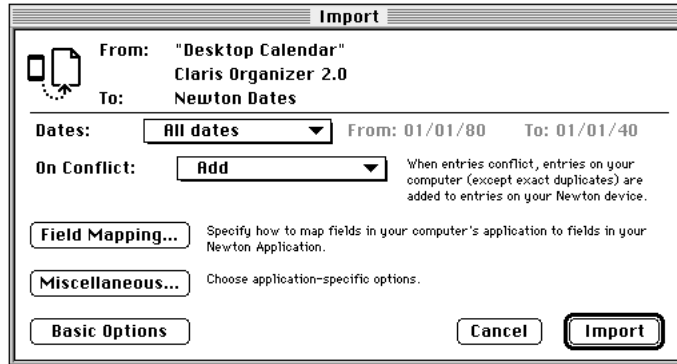 Import
From: "Desktop Calendar"
Claris Organizer 2.0
To: Newton Dates
Dates: All dates From: 01/01/80 To: 01/01/40
On Conflict: Add
When entries conflict, entries on your
computer (except exact duplicates) are
added to entries on your Newton device.
Field Mapping...
Specify how to map fields in your computer's application to fields in your
Newton Application.
Miscellaneous...
Choose application-specific options.
Basic Options Cancel Import